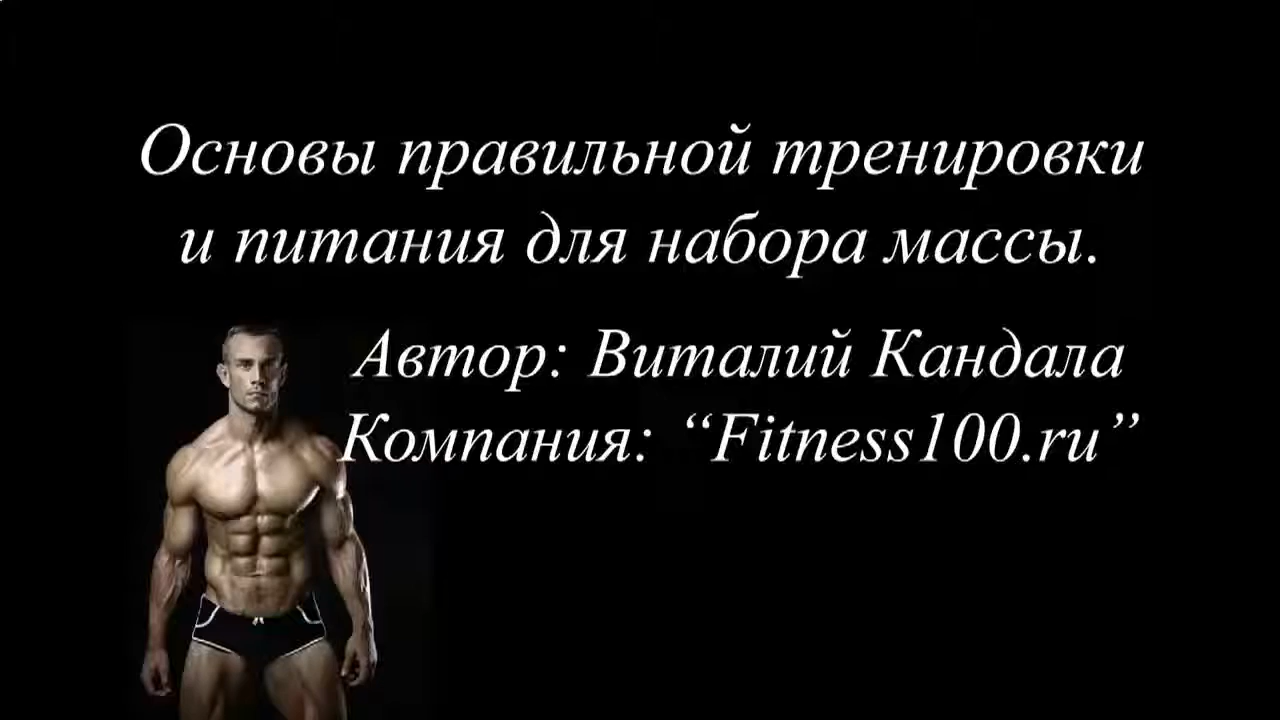 Основы правильной тренировки
и питания для набора массы.
Автор: Виталий Кандала
Компания: “Fitness100.ru”